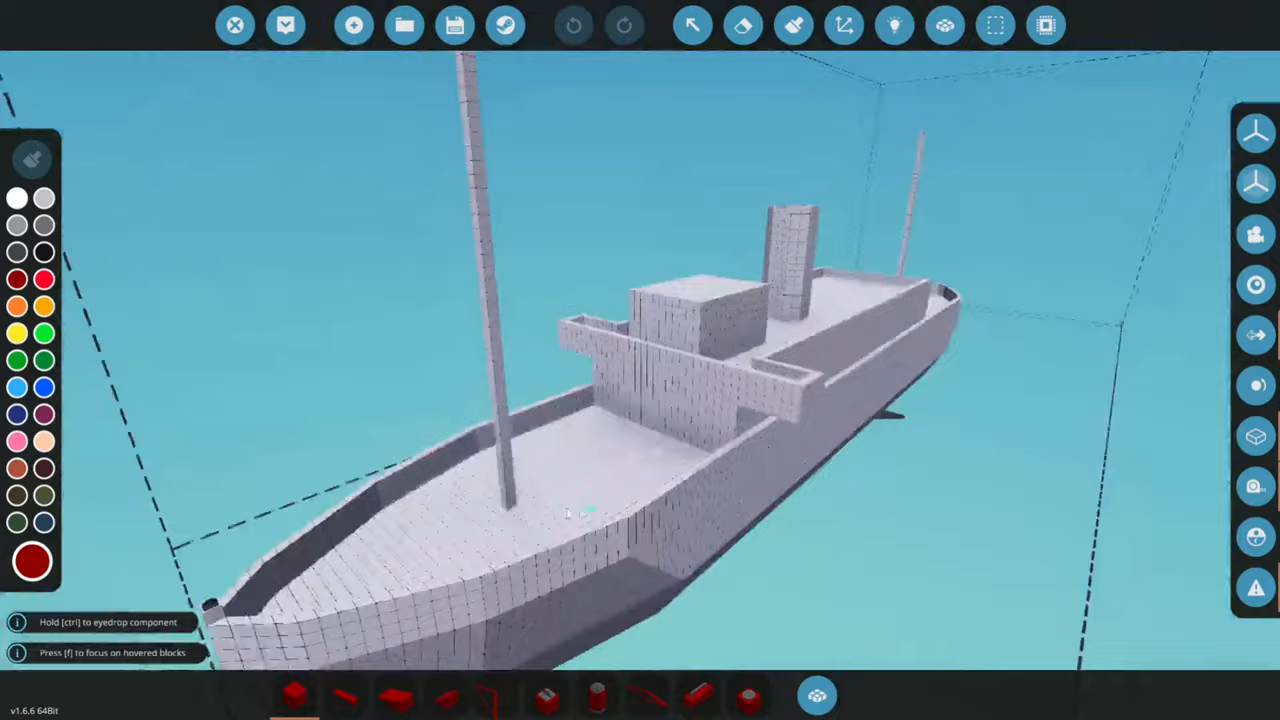 Hold [ctrl] to eyedrop component
Press [f] to focus on hovered blocks
v1.6.6 64Bit